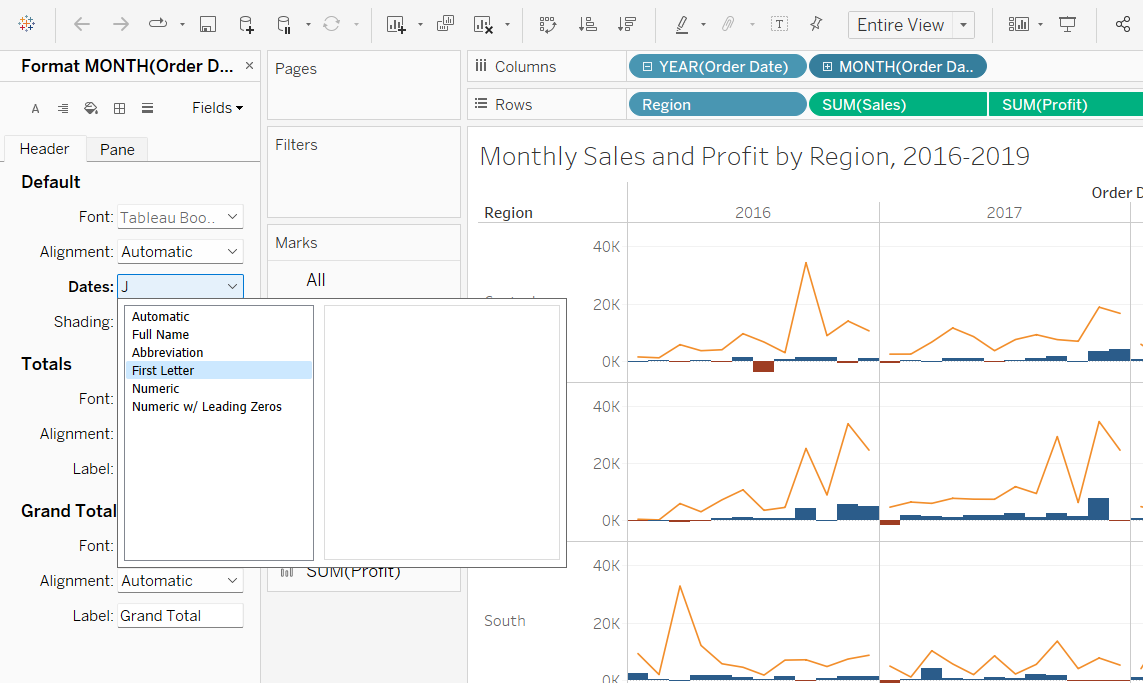 Entire View
Format MONTH(Order D... ×
A Fields
Header Pane
Default
Font: Tableau Boo..
Alignment: Automatic
Dates: J
Shading:
Automatic
Full Name
Abbreviation
First Letter
Numeric
Numeric w/ Leading Zeros
Totals
Font:
Alignment:
Label:
Grand Total
Font:
Alignment: Automatic
Label: Grand Total
Pages
Filters
Marks
All
SUM(Profit)
Columns YEAR(Order Date) MONTH(Order Da..
Rows Region SUM(Sales) SUM(Profit)
Monthly Sales and Profit by Region, 2016-2019
Order D
Region 2016 2017
40K
20K
0K
40K
20K
0K
40K
South 20K
0K